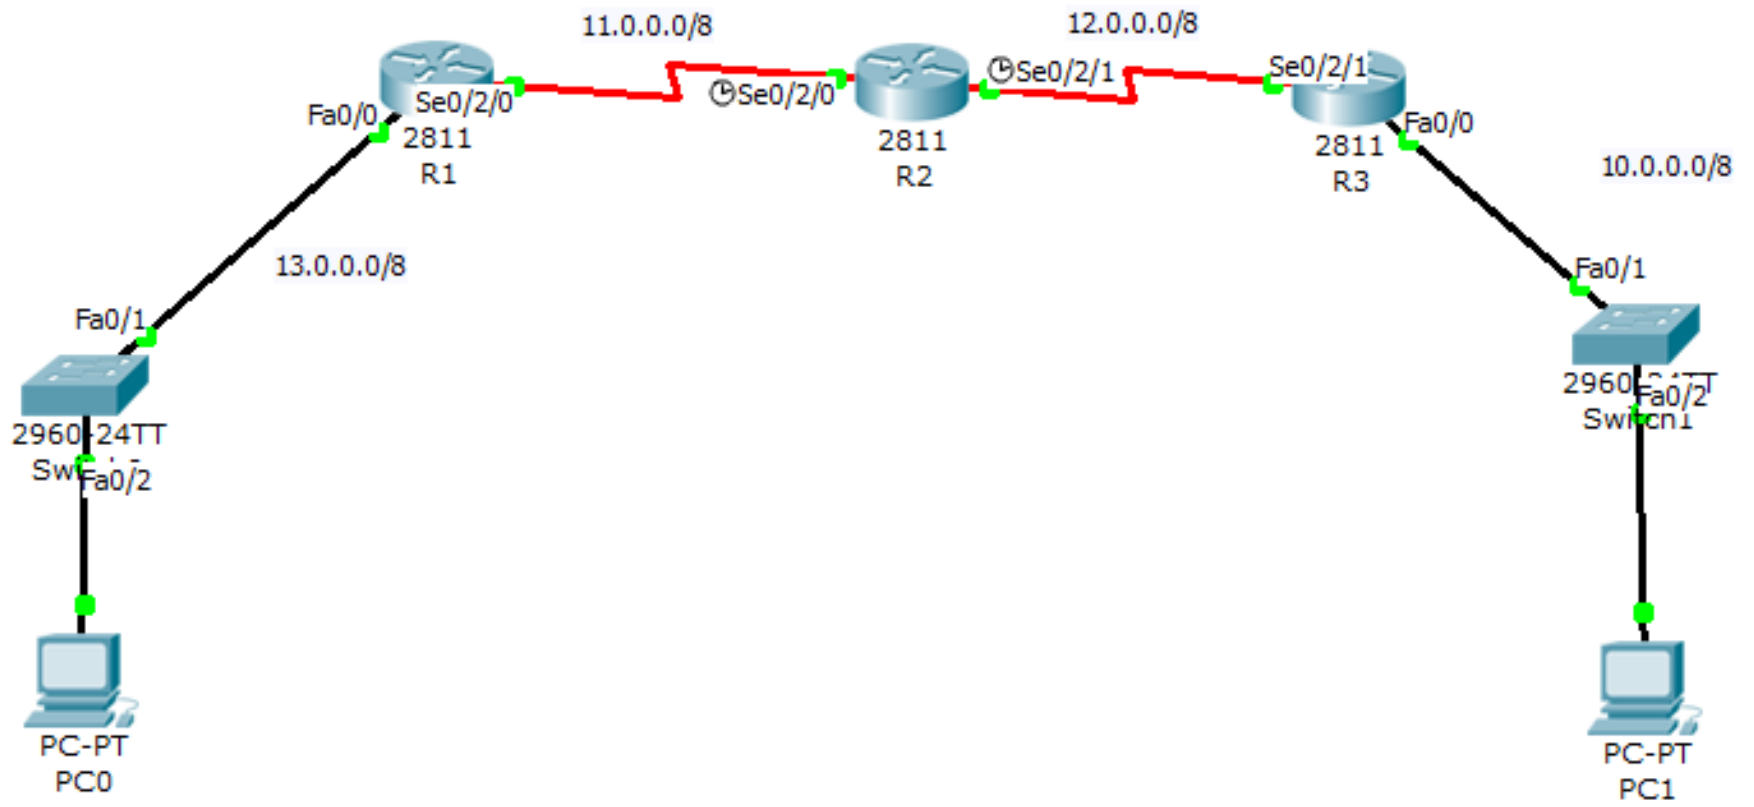 11.0.0.0/8
12.0.0.0/8
Se0/2/0
Se0/2/0
Se0/2/1
Se0/2/1
Fa0/0
Fa0/0
2811
R1
2811
R2
2811
R3
10.0.0.0/8
13.0.0.0/8
Fa0/1
Fa0/1
2960-24TT
Fa0/2
2960-24TT
Fa0/2
Switch1
PC-PT
PC0
PC-PT
PC1